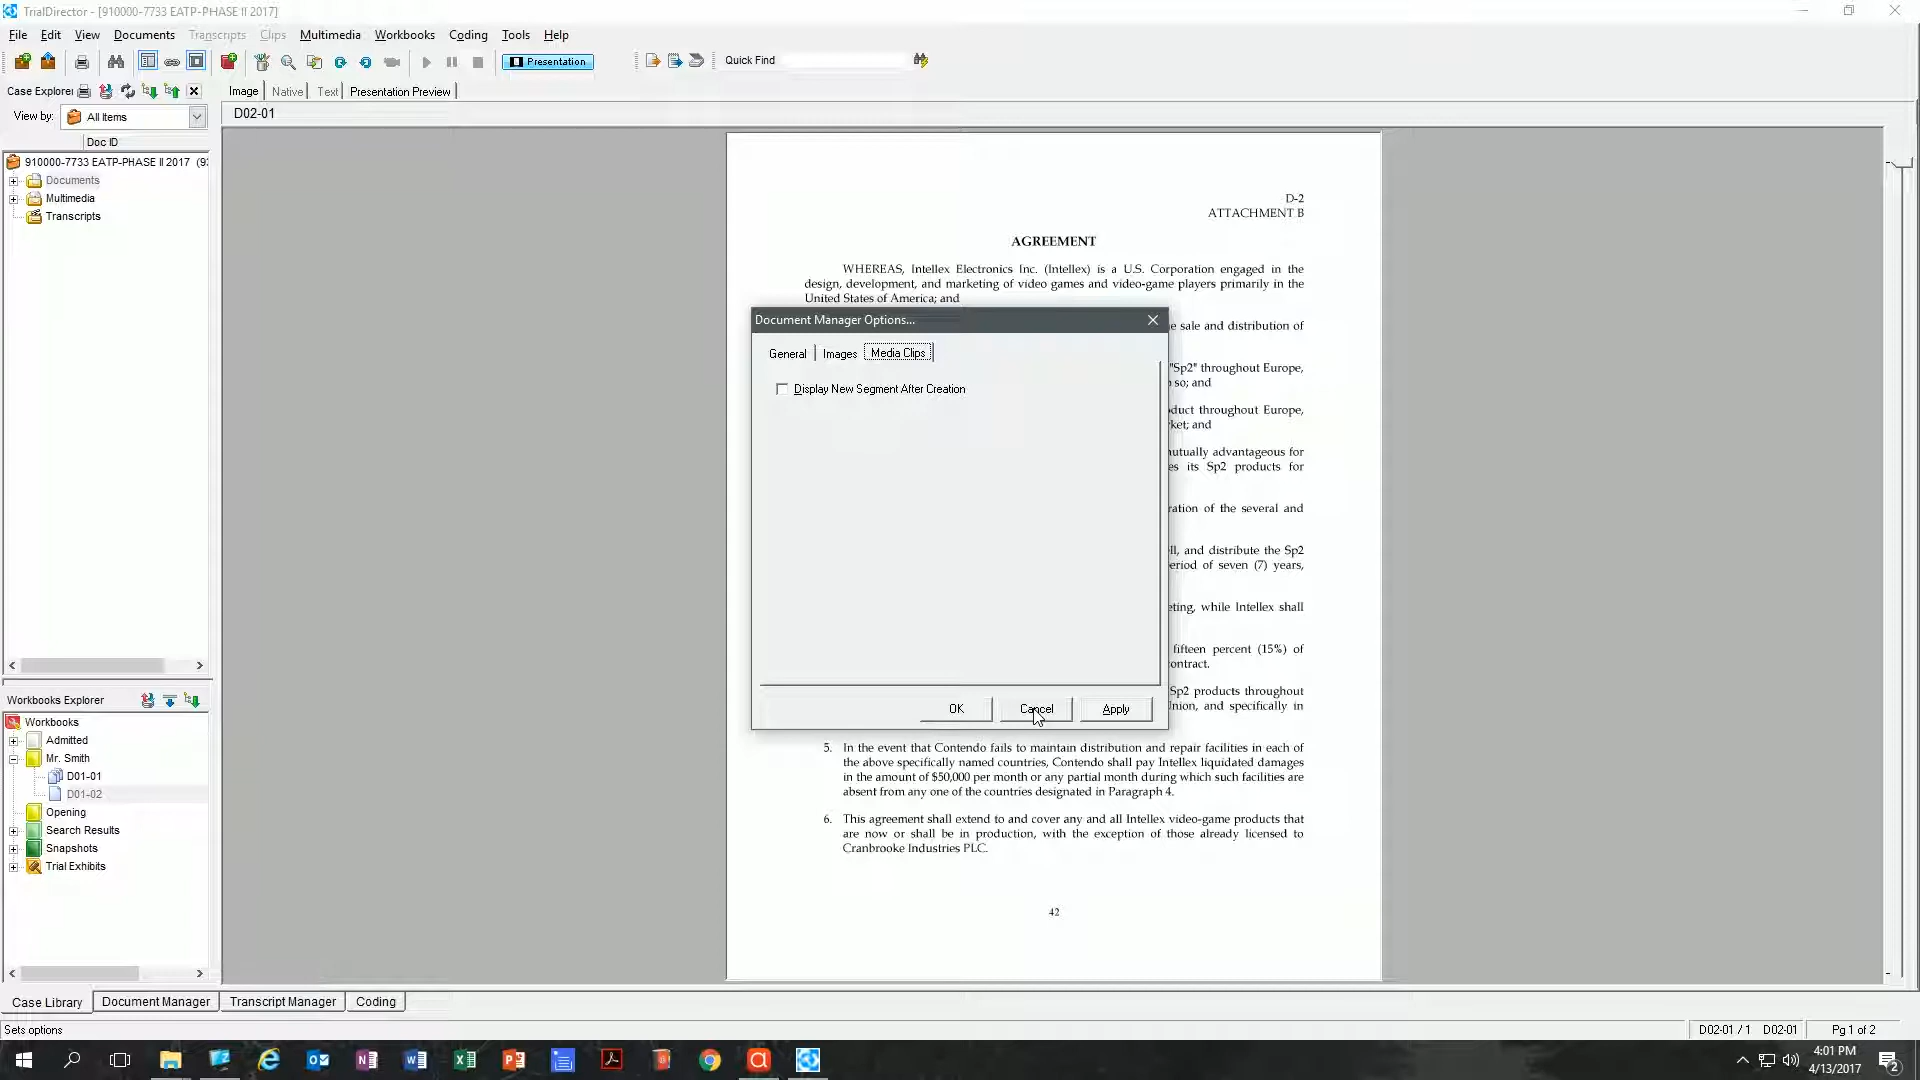 TrialDirector - [910000-7733 EATP-PHASE II 2017]
File Edit View Documents Transcripts Clips Multimedia Workbooks Coding Tools Help
Presentation Quick Find
Case Explorer
Image Native Text Presentation Preview
View by: All Items
D02-01
Doc ID
910000-7733 EATP-PHASE II 2017
Documents
Multimedia
Transcripts
D-2
ATTACHMENT B
AGREEMENT
WHEREAS, Intellex Electronics Inc. (Intellex) is a U.S. Corporation engaged in the
design, development, and marketing of video games and video-game players primarily in the
United States of America; and
sale and distribution of
"Sp2" throughout Europe,
so; and
throughout Europe,
and
advantageous for
its Sp2 products for
of the several and
and distribute the Sp2
of seven (7) years,
while Intellex shall
fifteen percent (15%) of
Sp2 products throughout
and specifically in
5. In the event that Contendo fails to maintain distribution and repair facilities in each of
the above specifically named countries, Contendo shall pay Intellex liquidated damages
in the amount of $50,000 per month or any partial month during which such facilities are
absent from any one of the countries designated in Paragraph 4.
6. This agreement shall extend to and cover any and all Intellex video-game products that
are now or shall be in production, with the exception of those already licensed to
Cranbrooke Industries PLC.
42
Document Manager Options...
General Images Media Clips
Display New Segment After Creation
OK Cancel Apply
Workbooks Explorer
Workbooks
Admitted
Mr. Smith
D01-01
D01-02
Opening
Search Results
Snapshots
Trial Exhibits
Case Library Document Manager Transcript Manager Coding
Sets options
D02-01 / 1 D02-01 Pg 1 of 2
4:01 PM
4/13/2017
2